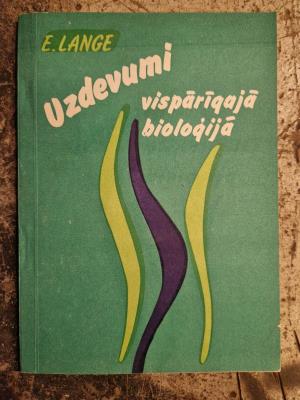 E. LANGE
Uzdevumi
vispārīgajā
bioloģijā